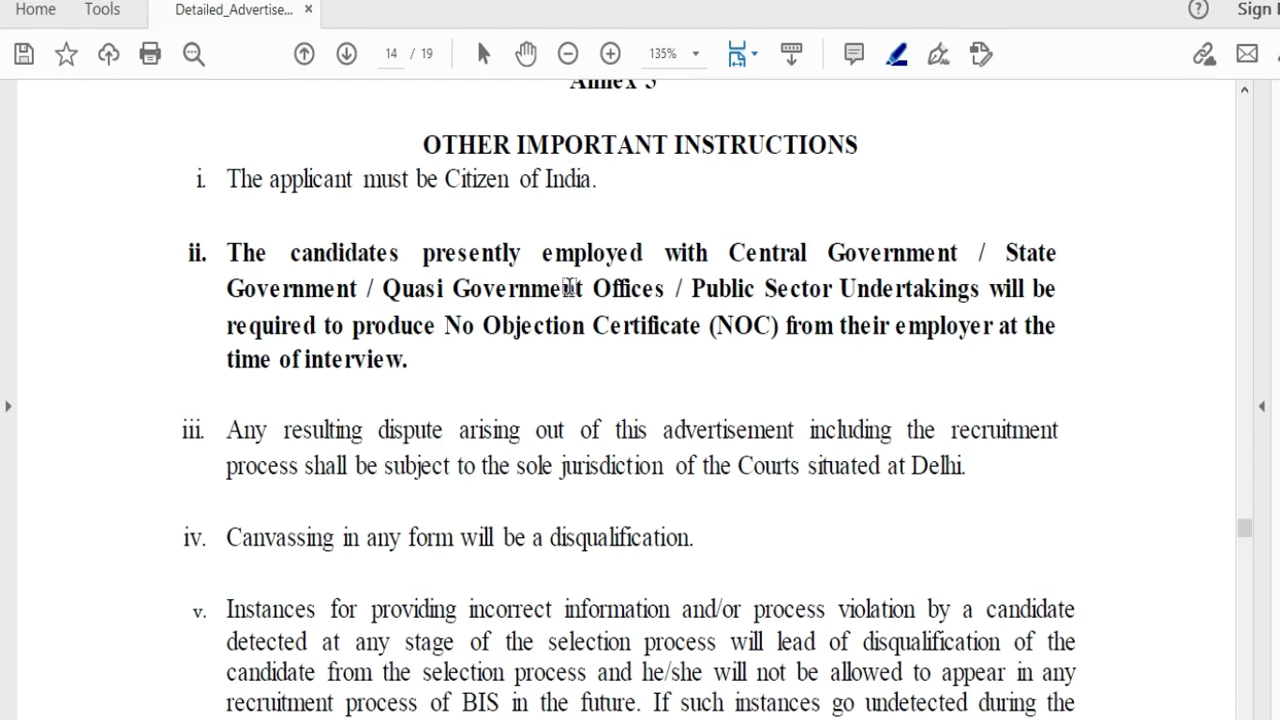 Home Tools Detailed_Advertise... × ? Sign
14 / 19 135%
OTHER IMPORTANT INSTRUCTIONS
i. The applicant must be Citizen of India.
ii. The candidates presently employed with Central Government / State
Government / Quasi Government Offices / Public Sector Undertakings will be
required to produce No Objection Certificate (NOC) from their employer at the
time of interview.
iii. Any resulting dispute arising out of this advertisement including the recruitment
process shall be subject to the sole jurisdiction of the Courts situated at Delhi.
iv. Canvassing in any form will be a disqualification.
v. Instances for providing incorrect information and/or process violation by a candidate
detected at any stage of the selection process will lead of disqualification of the
candidate from the selection process and he/she will not be allowed to appear in any
recruitment process of BIS in the future. If such instances go undetected during the